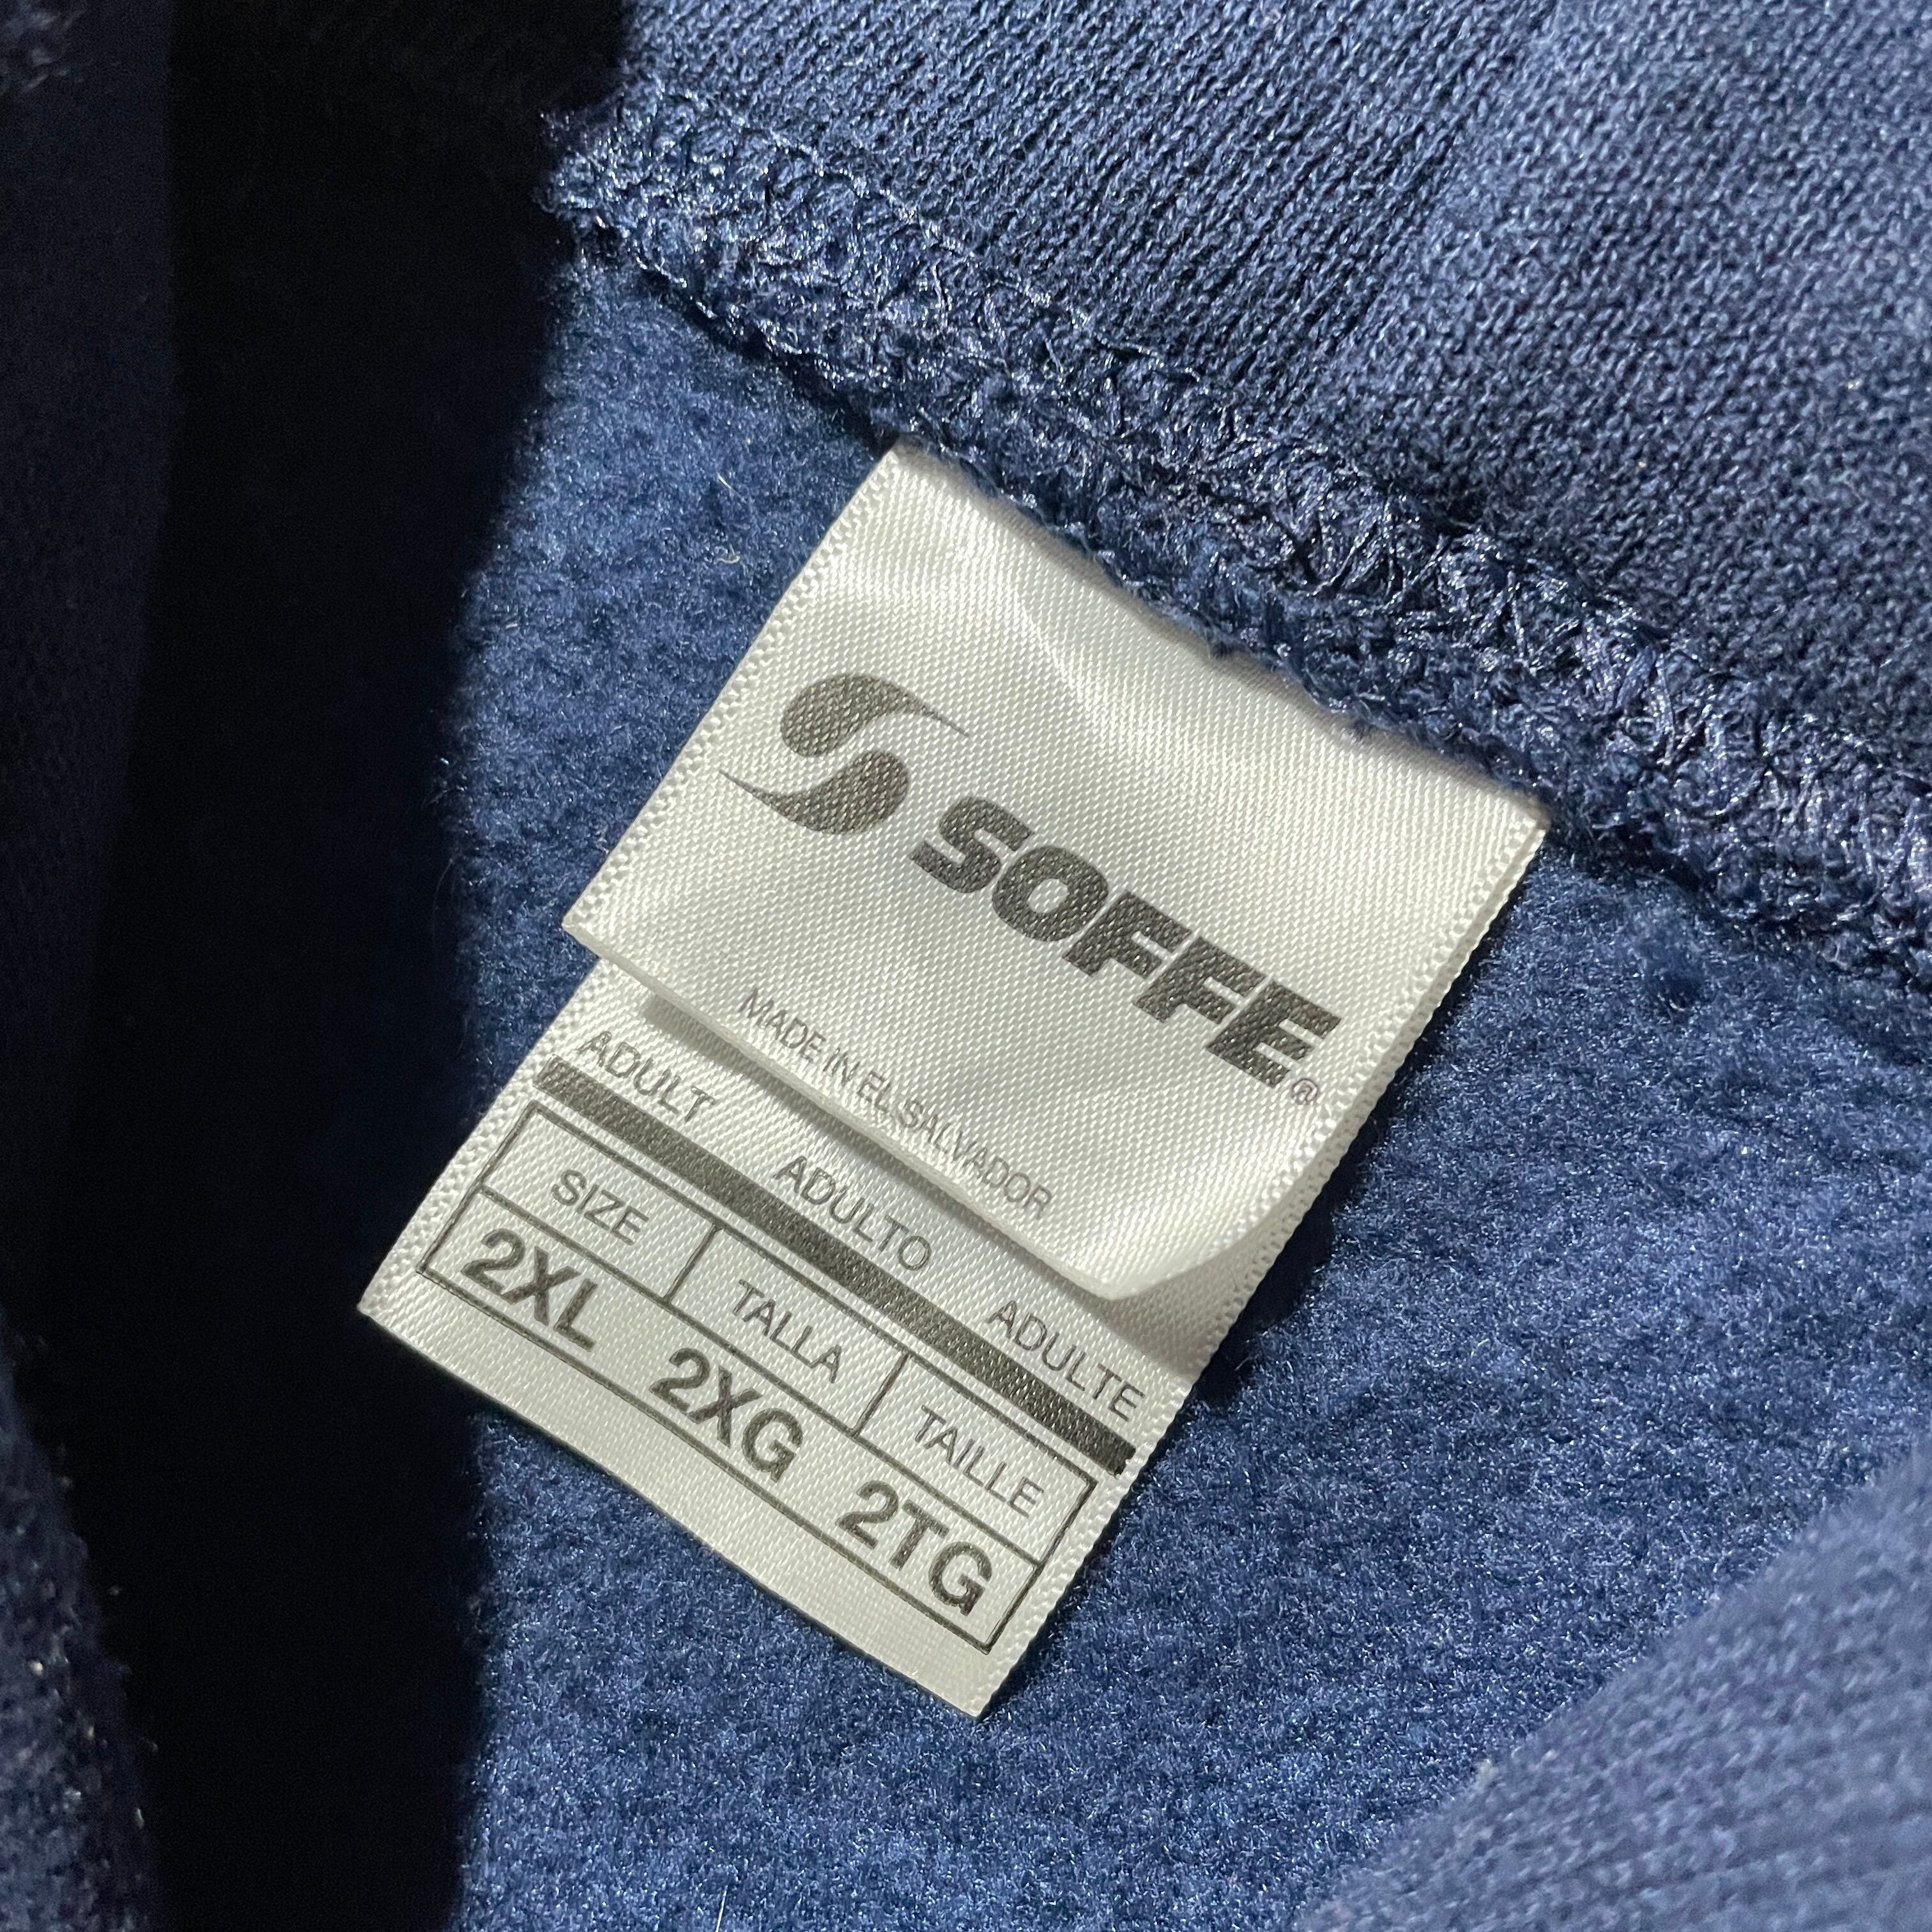 SOFFE®
MADE IN EL SALVADOR
ADULT ADULTO ADULTE
SIZE TALLA TAILLE
2XL 2XG 2TG